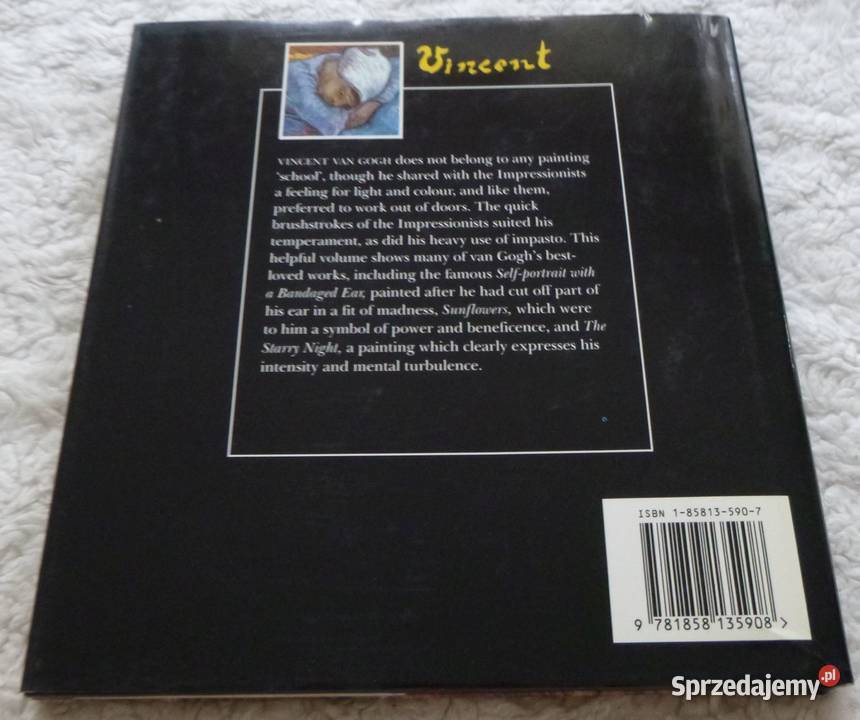 Vincent
VINCENT VAN GOGH does not belong to any painting
'school', though he shared with the Impressionists
a feeling for light and colour, and like them,
preferred to work out of doors. The quick
brushstrokes of the Impressionists suited his
temperament, as did his heavy use of impasto. This
helpful volume shows many of van Gogh's best-
loved works, including the famous Self-portrait with
a Bandaged Ear, painted after he had cut off part of
his ear in a fit of madness, Sunflowers, which were
to him a symbol of power and beneficence, and The
Starry Night, a painting which clearly expresses his
intensity and mental turbulence.
ISBN 1-85813-590-7
9 781858 135908 >
Sprzedajemy.pl